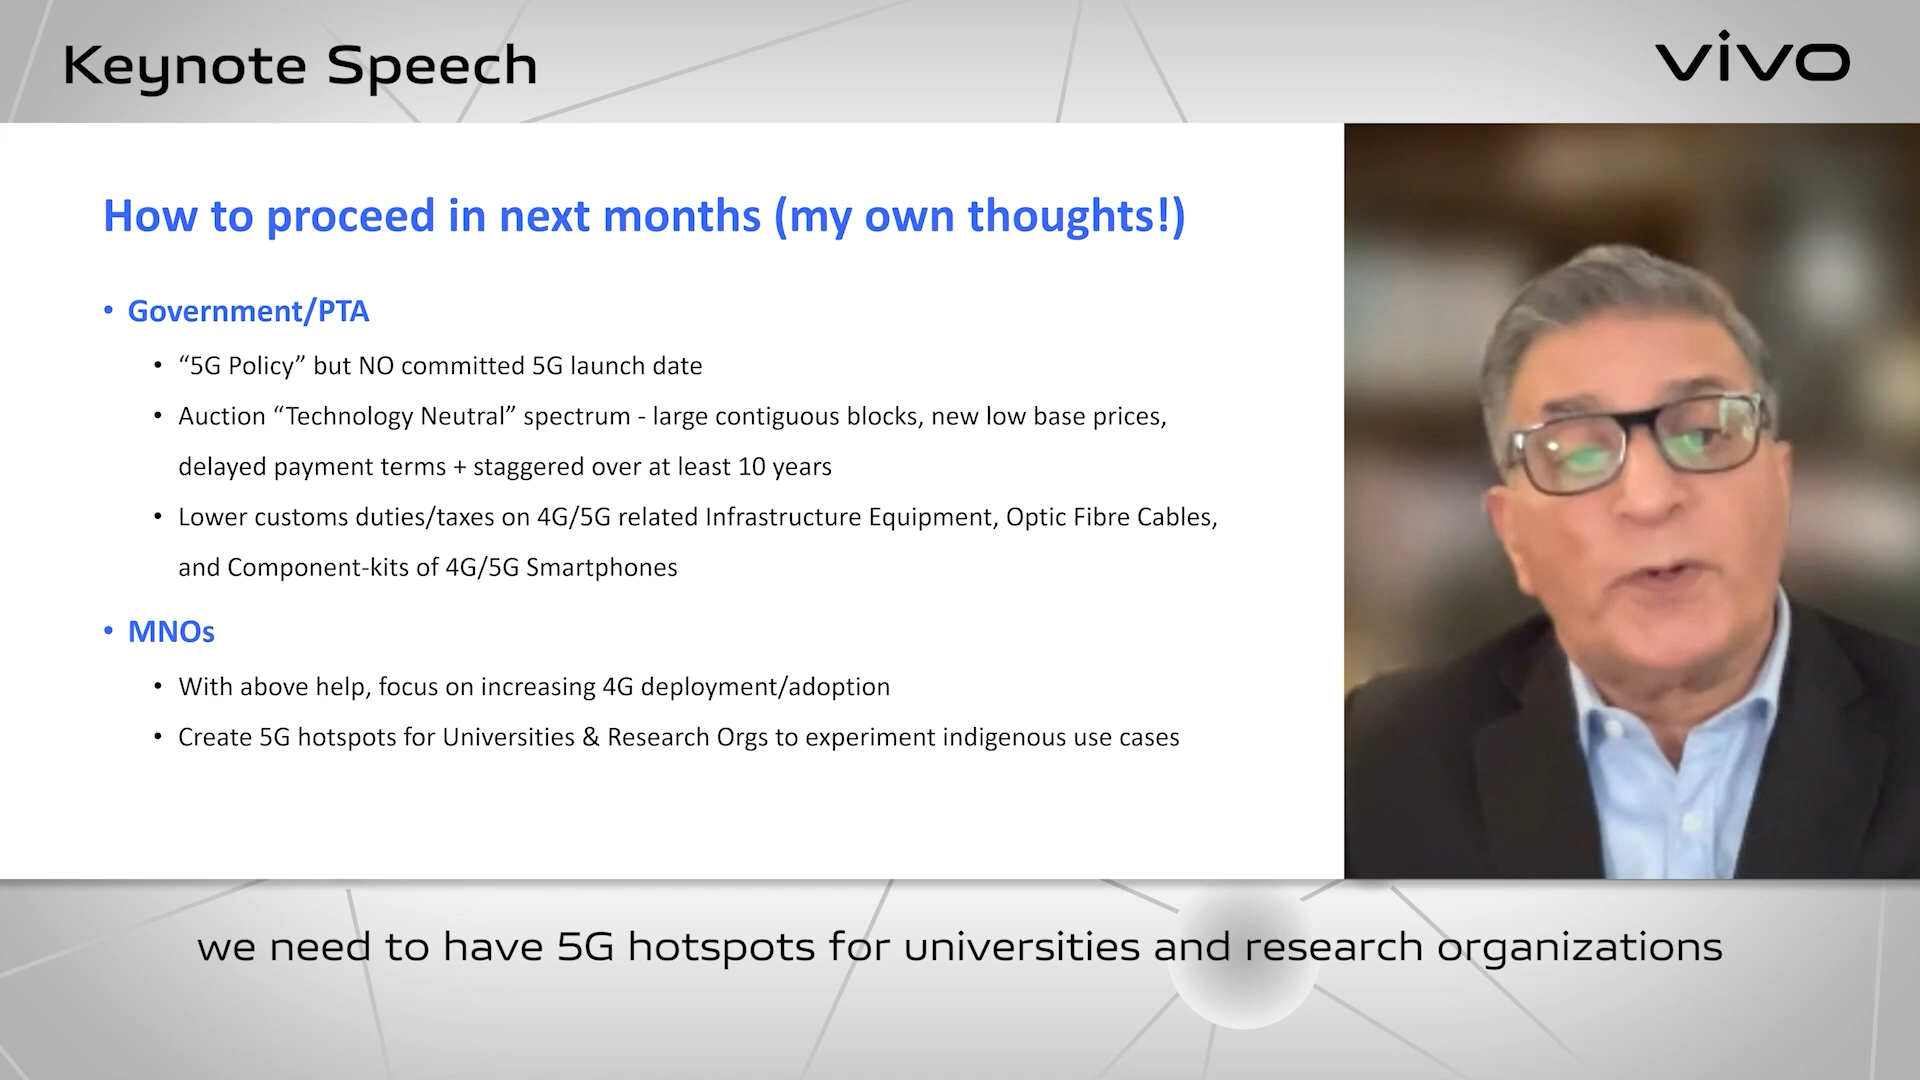 Keynote Speech
vivo
How to proceed in next months (my own thoughts!)
• Government/PTA
• “5G Policy” but NO committed 5G launch date
• Auction “Technology Neutral” spectrum - large contiguous blocks, new low base prices,
delayed payment terms + staggered over at least 10 years
• Lower customs duties/taxes on 4G/5G related Infrastructure Equipment, Optic Fibre Cables,
and Component-kits of 4G/5G Smartphones
• MNOs
• With above help, focus on increasing 4G deployment/adoption
• Create 5G hotspots for Universities & Research Orgs to experiment indigenous use cases
we need to have 5G hotspots for universities and research organizations